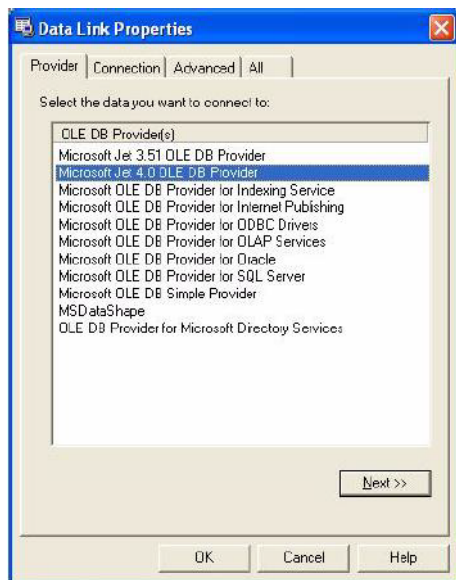 Data Link Properties
Provider Connection Advanced All
Select the data you want to connect to:
OLE DB Provider(s)
Microsoft Jet 3.51 OLE DB Provider
Microsoft Jet 4.0 OLE DB Provider
Microsoft OLE DB Provider for Indexing Service
Microsoft OLE DB Provider for Internet Publishing
Microsoft OLE DB Provider for ODBC Drivers
Microsoft OLE DB Provider for OLAP Services
Microsoft OLE DB Provider for Oracle
Microsoft OLE DB Provider for SQL Server
Microsoft OLE DB Simple Provider
MSDataShape
OLE DB Provider for Microsoft Directory Services
Next >>
OK Cancel Help